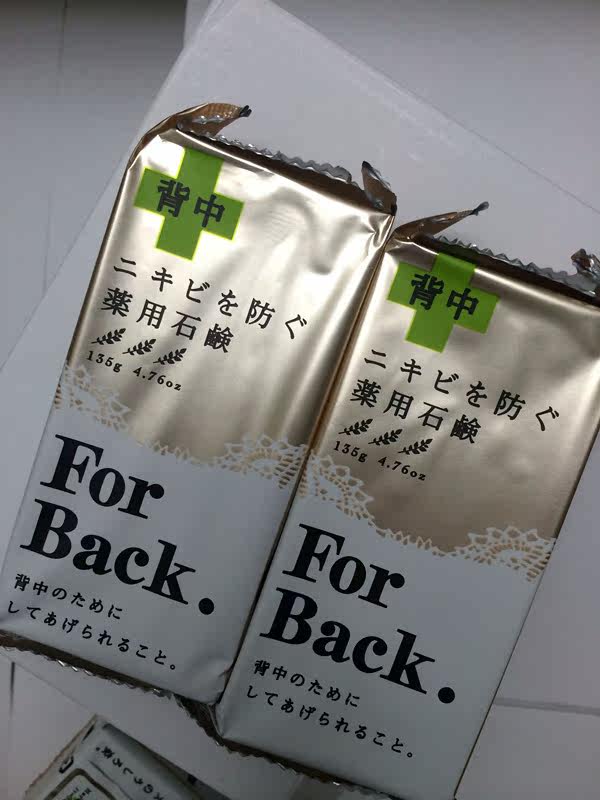 背中
ニキビを防ぐ
薬用石鹸
135g 4.76oz
For
Back.
背中のために
してあげられること。
背中
ニキビを防ぐ
薬用石鹸
135g 4.76oz
For
Back.
背中のために
してあげられること。